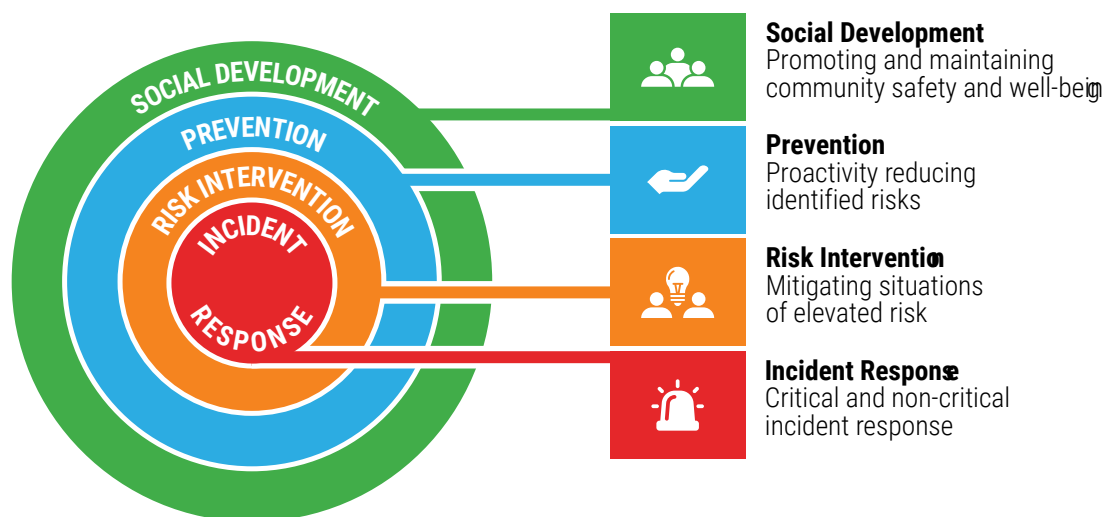 SOCIAL DEVELOPMENT
PREVENTION
RISK INTERVENTION
INCIDENT
RESPONSE
Social Development
Promoting and maintaining
community safety and well-being
Prevention
Proactivity reducing
identified risks
Risk Intervention
Mitigating situations
of elevated risk
Incident Response
Critical and non-critical
incident response